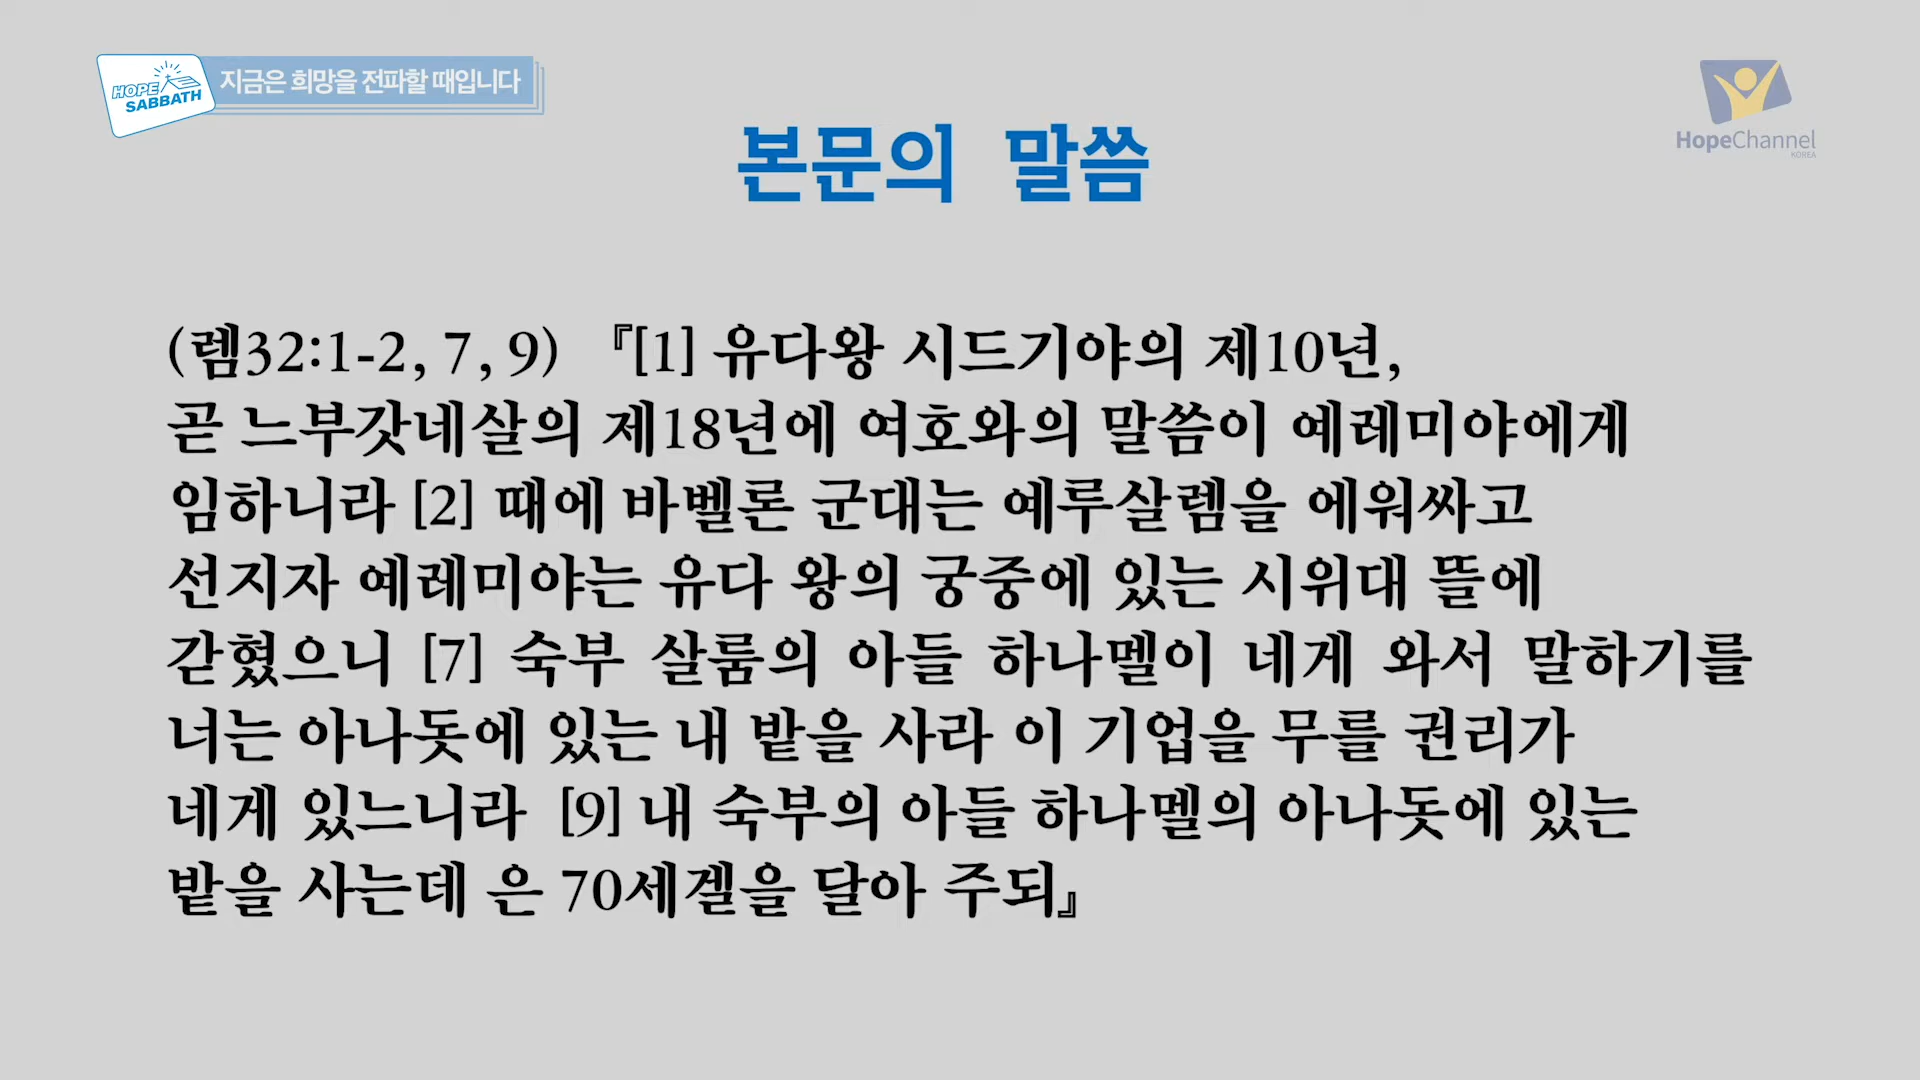 HOPE
SABBATH
지금은 희망을 전파할 때입니다
HopeChannel
KOREA
본문의 말씀
(렘32:1-2, 7, 9) 『[1] 유다왕 시드기야의 제10년,
곧 느부갓네살의 제18년에 여호와의 말씀이 예레미야에게
임하니라 [2] 때에 바벨론 군대는 예루살렘을 에워싸고
선지자 예레미야는 유다 왕의 궁중에 있는 시위대 뜰에
갇혔으니 [7] 숙부 살룸의 아들 하나멜이 네게 와서 말하기를
너는 아나돗에 있는 내 밭을 사라 이 기업을 무를 권리가
네게 있느니라 [9] 내 숙부의 아들 하나멜의 아나돗에 있는
밭을 사는데 은 70세겔을 달아 주되』